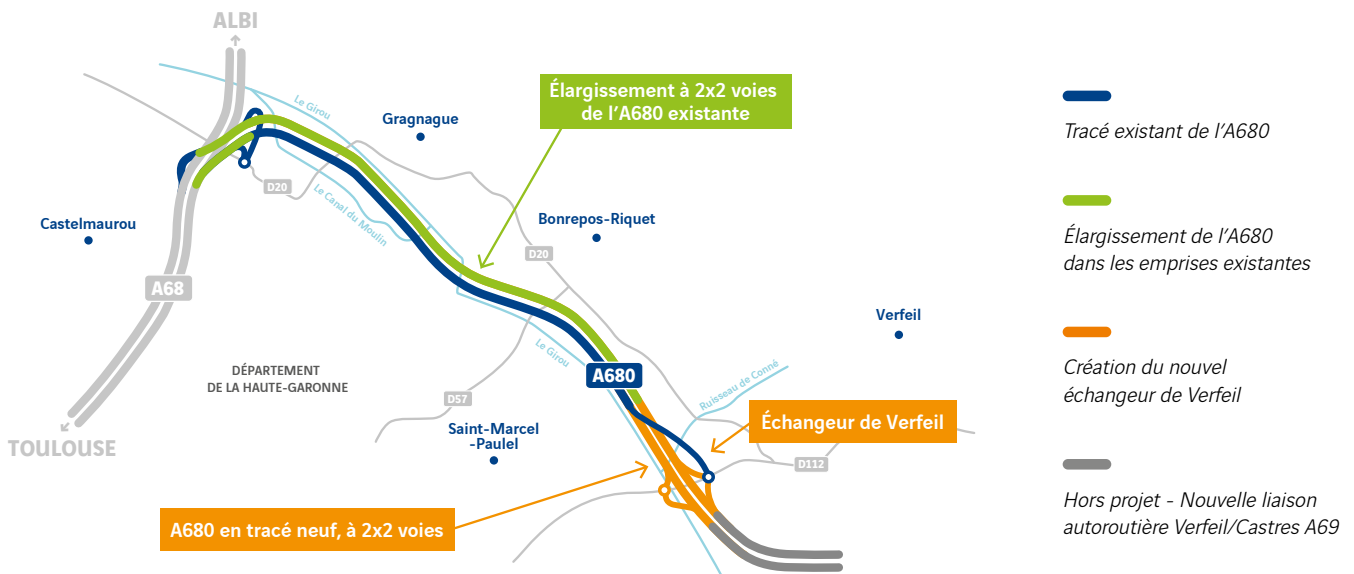 ALBI
Le Girou
Gragnague
Élargissement à 2x2 voies
de l'A680 existante
D20
Le Canal du Moulin
Castelmaurou
Bonrepos-Riquet
D20
A68
Verfeil
DÉPARTEMENT
DE LA HAUTE-GARONNE
Le Girou
A680
Ruisseau de Conné
D57
Échangeur de Verfeil
Saint-Marcel
-Paulel
TOULOUSE
D112
A680 en tracé neuf, à 2x2 voies
Tracé existant de l'A680
Élargissement de l'A680
dans les emprises existantes
Création du nouvel
échangeur de Verfeil
Hors projet - Nouvelle liaison
autoroutière Verfeil/Castres A69